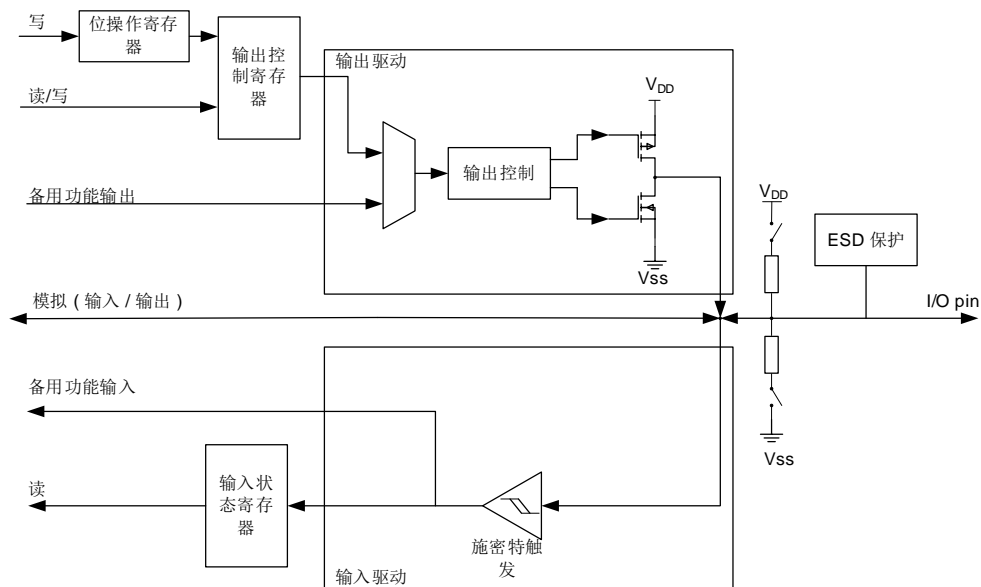 写
位操作寄存
器
输出控
制寄存
器
读/写
备用功能输出
输出驱动
输出控制
VDD
Vss
VDD
ESD 保护
模拟 ( 输入 / 输出 )
I/O pin
备用功能输入
Vss
读
输入状
态寄存
器
施密特触
发
输入驱动